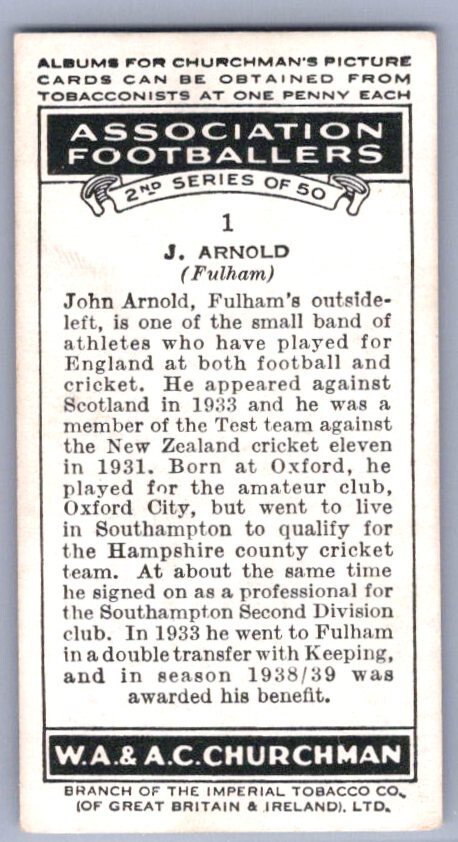 ALBUMS FOR CHURCHMAN'S PICTURE
CARDS CAN BE OBTAINED FROM
TOBACCONISTS AT ONE PENNY EACH
ASSOCIATION
FOOTBALLERS
2ND SERIES OF 50
1
J. ARNOLD
(Fulham)
John Arnold, Fulham's outside-
left, is one of the small band of
athletes who have played for
England at both football and
cricket. He appeared against
Scotland in 1933 and he was a
member of the Test team against
the New Zealand cricket eleven
in 1931. Born at Oxford, he
played for the amateur club,
Oxford City, but went to live
in Southampton to qualify for
the Hampshire county cricket
team. At about the same time
he signed on as a professional for
the Southampton Second Division
club. In 1933 he went to Fulham
in a double transfer with Keeping,
and in season 1938/39 was
awarded his benefit.
W.A. & A.C. CHURCHMAN
BRANCH OF THE IMPERIAL TOBACCO CO.,
(OF GREAT BRITAIN & IRELAND), LTD.